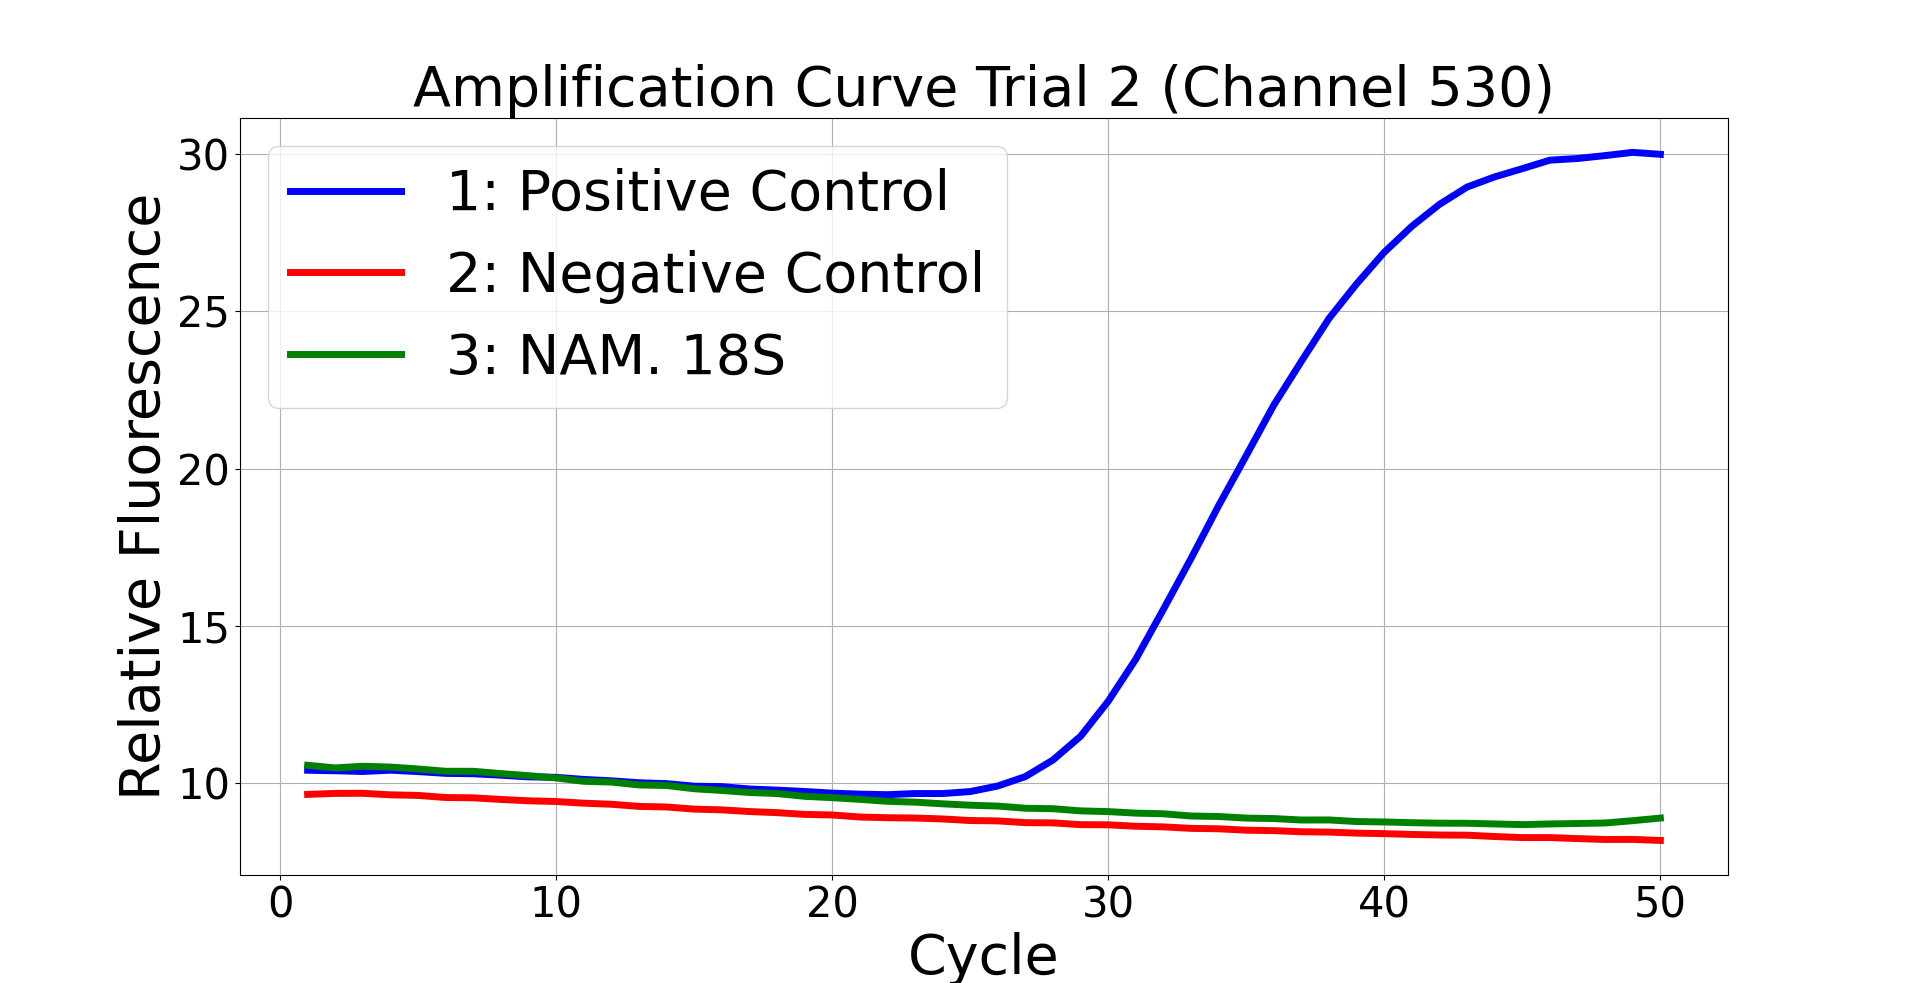 Amplification Curve Trial 2 (Channel 530)
1: Positive Control
2: Negative Control
3: NAM. 18S
Relative Fluorescence
30
25
20
15
10
0 10 20 30 40 50
Cycle